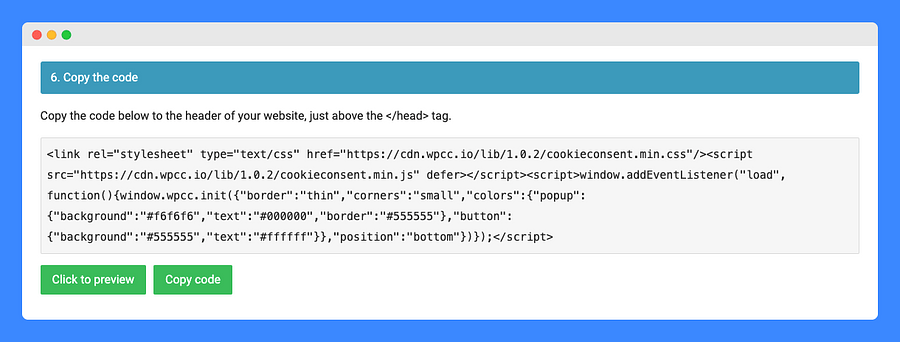 6. Copy the code
Copy the code below to the header of your website, just above the </head> tag.
<link rel="stylesheet" type="text/css" href="https://cdn.wpcc.io/lib/1.0.2/cookieconsent.min.css"/><script
src="https://cdn.wpcc.io/lib/1.0.2/cookieconsent.min.js" defer></script><script>window.addEventListener("load",
function(){window.wpcc.init({"border":"thin","corners":"small","colors":{"popup":
{"background":"#f6f6f6","text":"#000000","border":"#555555"},"button":
{"background":"#555555","text":"#ffffff"}},"position":"bottom"})});</script>
Click to preview
Copy code